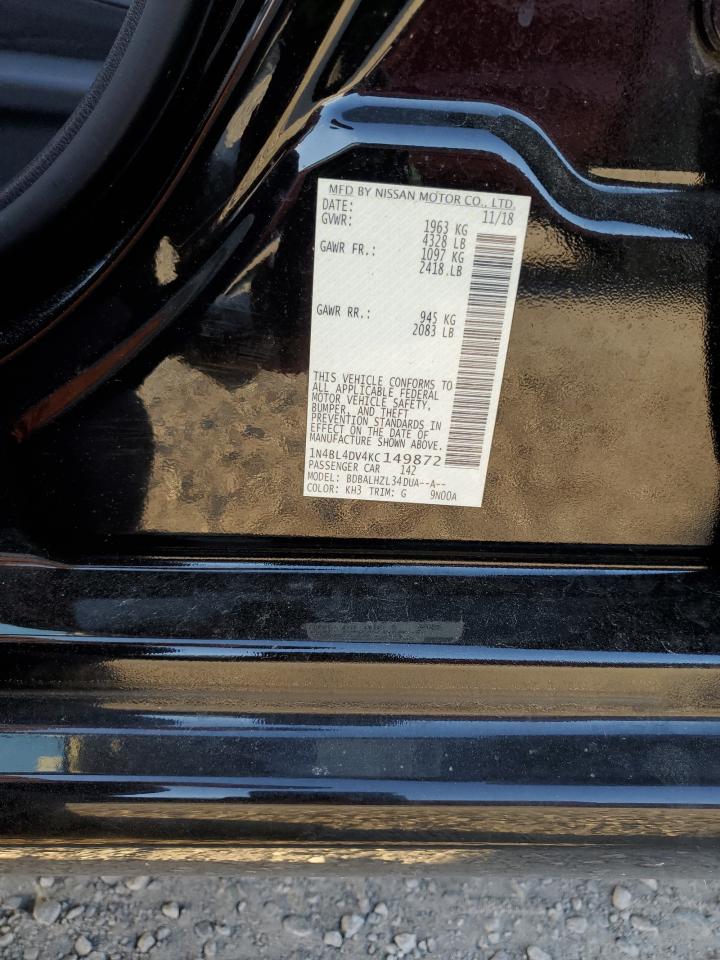 MFD BY NISSAN MOTOR CO., LTD.
DATE: 11/18
GVWR: 1963 KG
4328 LB
GAWR FR.: 1097 KG
2418 LB
GAWR RR.: 945 KG
2083 LB
THIS VEHICLE CONFORMS TO
ALL APPLICABLE FEDERAL
MOTOR VEHICLE SAFETY,
BUMPER, AND THEFT
PREVENTION STANDARDS IN
EFFECT ON THE DATE OF
MANUFACTURE SHOWN ABOVE.
1N4BL4DV4KC149872
PASSENGER CAR 142
MODEL: BDBALHZL34DUA--A--
COLOR: KH3 TRIM: G 9N00A